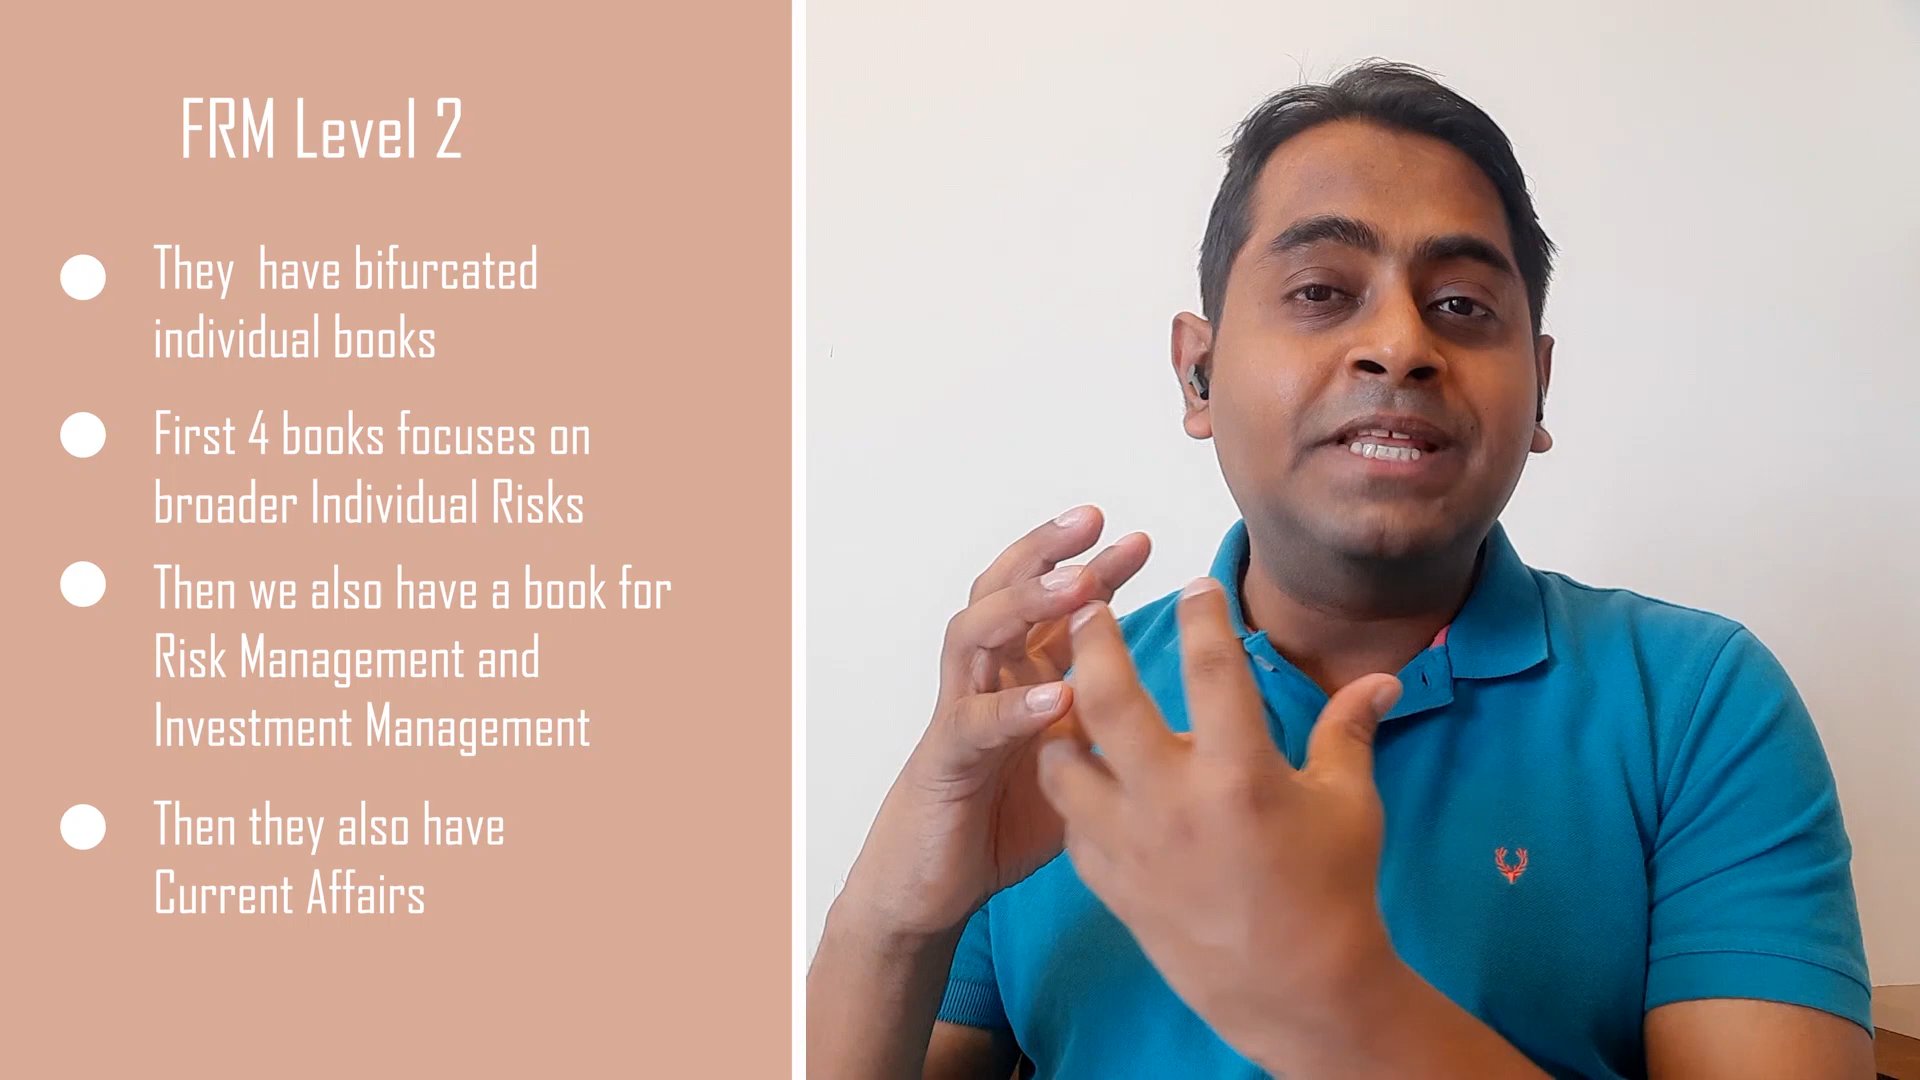 FRM Level 2
They have bifurcated
individual books
First 4 books focuses on
broader Individual Risks
Then we also have a book for
Risk Management and
Investment Management
Then they also have
Current Affairs